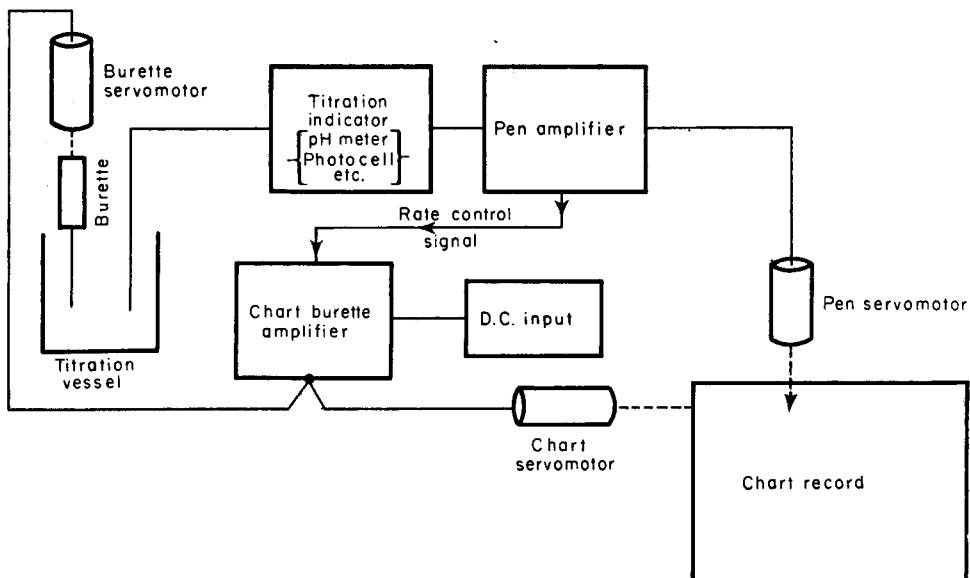 Burette
servomotor
Burette
Titration
vessel
Titration
indicator
pH meter
Photocell
etc.
Pen amplifier
Rate control
signal
Chart burette
amplifier
D.C. input
Pen servomotor
Chart
servomotor
Chart record